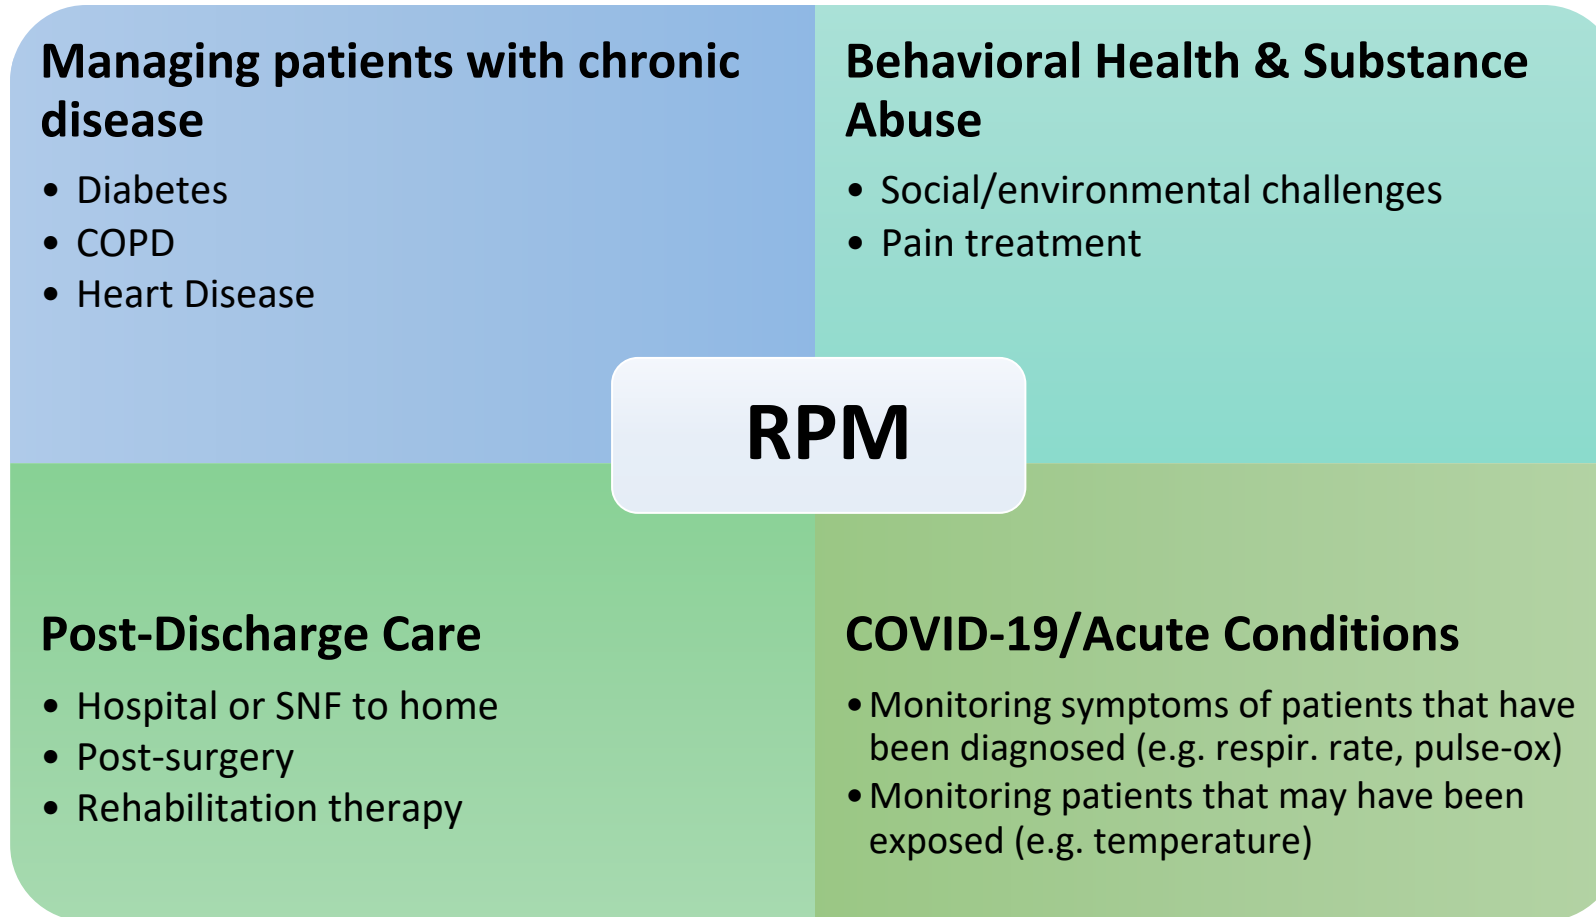 Managing patients with chronic
disease
• Diabetes
• COPD
• Heart Disease
Behavioral Health & Substance
Abuse
• Social/environmental challenges
• Pain treatment
RPM
Post-Discharge Care
• Hospital or SNF to home
• Post-surgery
• Rehabilitation therapy
COVID-19/Acute Conditions
• Monitoring symptoms of patients that have
been diagnosed (e.g. respir. rate, pulse-ox)
• Monitoring patients that may have been
exposed (e.g. temperature)